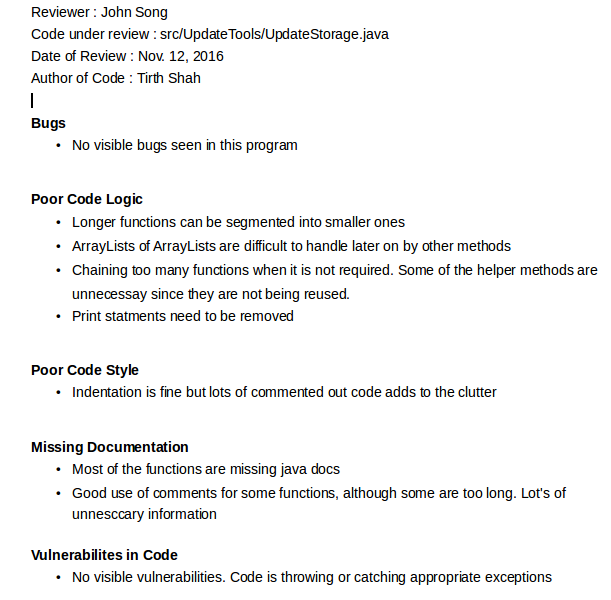 Reviewer : John Song
Code under review : src/UpdateTools/UpdateStorage.java
Date of Review : Nov. 12, 2016
Author of Code : Tirth Shah
Bugs
• No visible bugs seen in this program
Poor Code Logic
• Longer functions can be segmented into smaller ones
• ArrayLists of ArrayLists are difficult to handle later on by other methods
• Chaining too many functions when it is not required. Some of the helper methods are
unnecessay since they are not being reused.
• Print statments need to be removed
Poor Code Style
• Indentation is fine but lots of commented out code adds to the clutter
Missing Documentation
• Most of the functions are missing java docs
• Good use of comments for some functions, although some are too long. Lot's of
unnesccary information
Vulnerabilites in Code
• No visible vulnerabilities. Code is throwing or catching appropriate exceptions